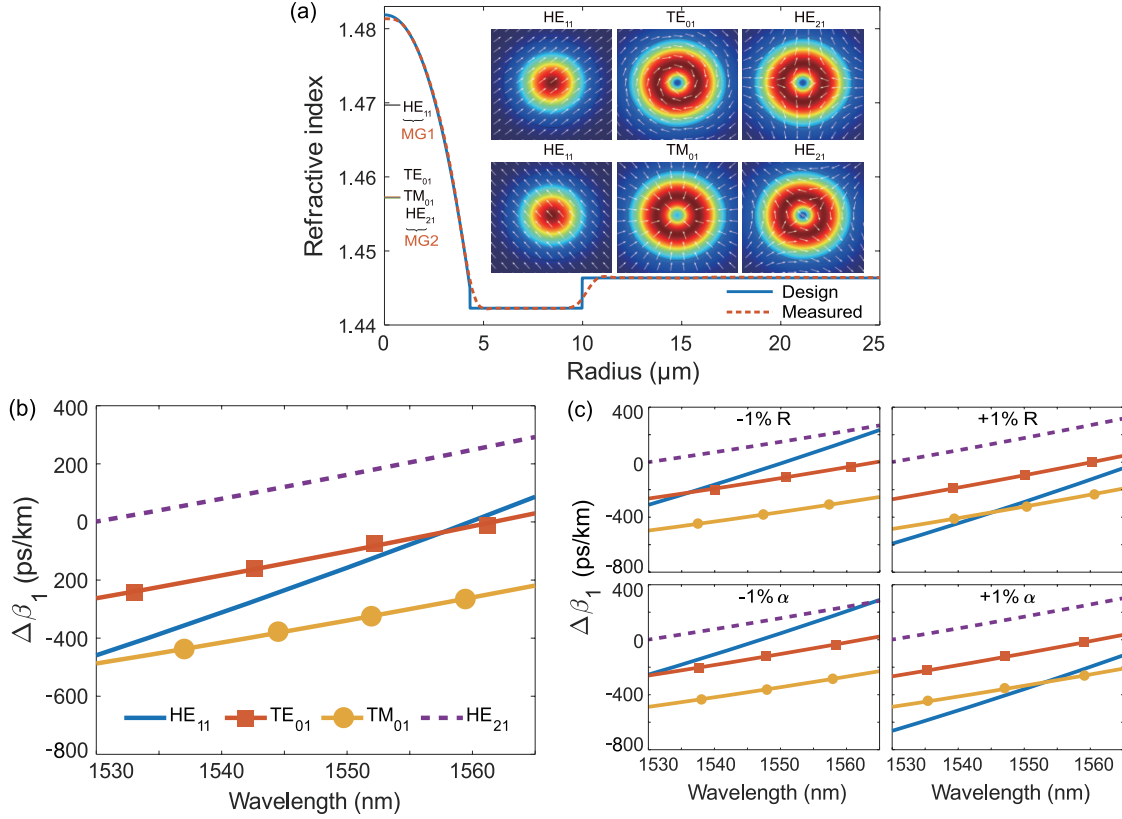 (a)
HE11 TE01 HE21
HE11 TM01 HE21
1.48
1.47
1.46
1.45
1.44
Refractive index
HE11
MG1
TE01
TM01
HE21
MG2
Design
Measured
0 5 10 15 20 25
Radius (μm)
(b)
400
200
0
200
-400
-600
-800
Δβ1 (ps/km)
HE11 TE01 TM01 HE21
1530 1540 1550 1560
Wavelength (nm)
(c)
400
0
-400
-800
-1% R
+1% R
400
0
-400
-800
-1% α
+1% α
Δβ1 (ps/km)
1530 1540 1550 1560
1530 1540 1550 1560
Wavelength (nm)